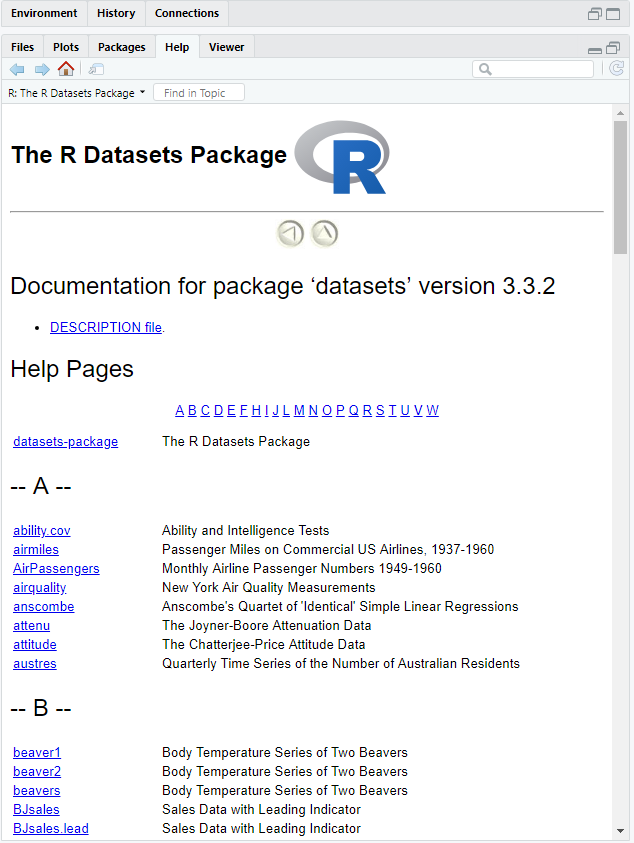 Environment History Connections
Files Plots Packages Help Viewer
R: The R Datasets Package Find in Topic
The R Datasets Package R
Documentation for package ‘datasets’ version 3.3.2
• DESCRIPTION file.
Help Pages
A B C D E F H I J L M N O P Q R S T U V W
datasets-package The R Datasets Package
-- A --
ability.cov Ability and Intelligence Tests
airmiles Passenger Miles on Commercial US Airlines, 1937-1960
AirPassengers Monthly Airline Passenger Numbers 1949-1960
airquality New York Air Quality Measurements
anscombe Anscombe's Quartet of 'Identical' Simple Linear Regressions
attenu The Joyner-Boore Attenuation Data
attitude The Chatterjee-Price Attitude Data
austres Quarterly Time Series of the Number of Australian Residents
-- B --
beaver1 Body Temperature Series of Two Beavers
beaver2 Body Temperature Series of Two Beavers
beavers Body Temperature Series of Two Beavers
BJsales Sales Data with Leading Indicator
BJsales.lead Sales Data with Leading Indicator